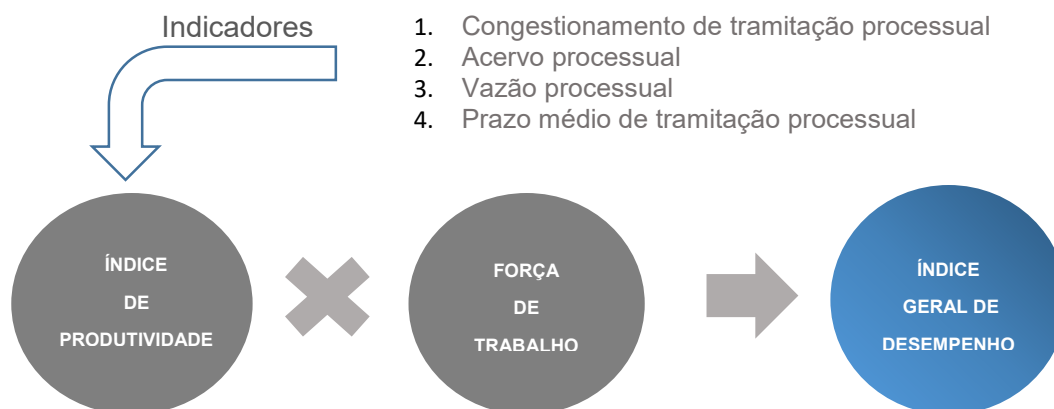 Indicadores
1. Congestionamento de tramitação processual
2. Acervo processual
3. Vazão processual
4. Prazo médio de tramitação processual
ÍNDICE
DE
PRODUTIVIDADE
FORÇA
DE
TRABALHO
ÍNDICE
GERAL DE
DESEMPENHO